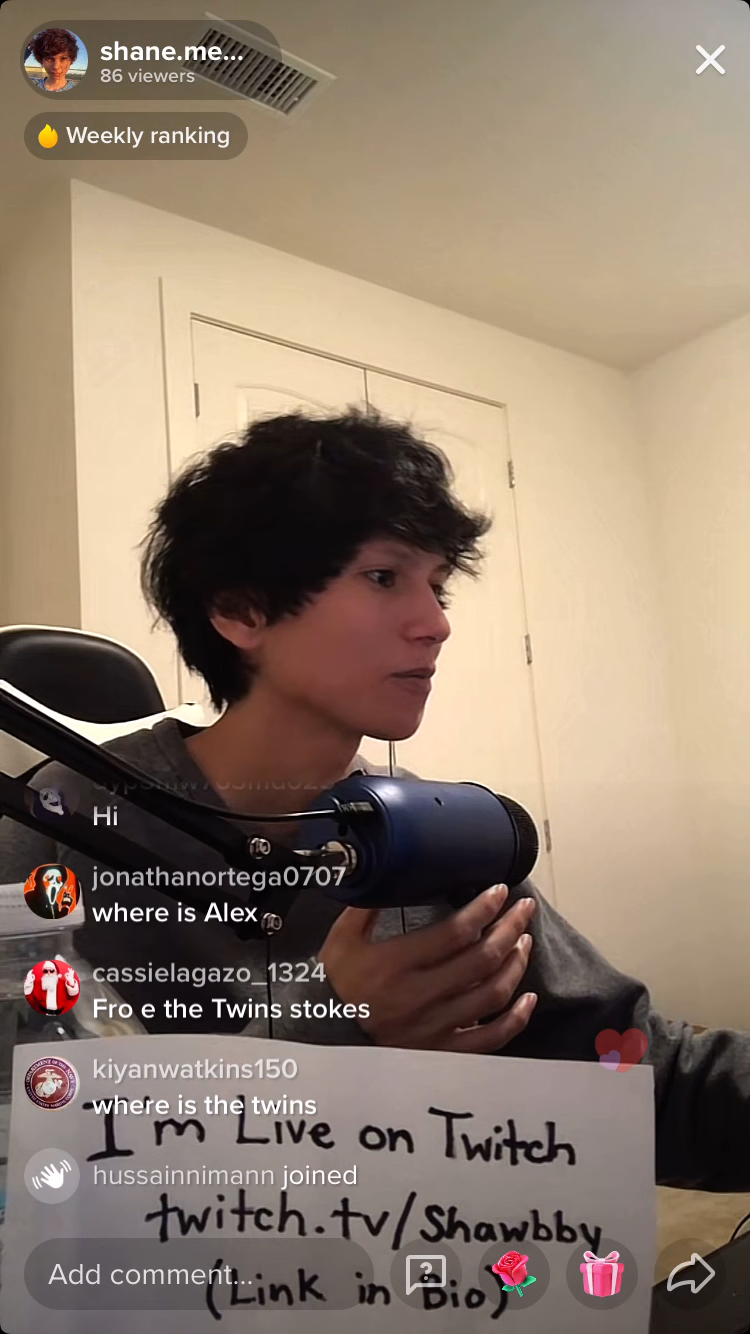 shane.me...
86 viewers
Weekly ranking
Hi
jonathanortega0707
where is Alex
cassielagazo_1324
Fro e the Twins stokes
kiyanwatkins150
where is the twins
I'm Live on Twitch
hussainnimann joined
twitch.tv/Shawbby
Add comment...
(Link in Bio)